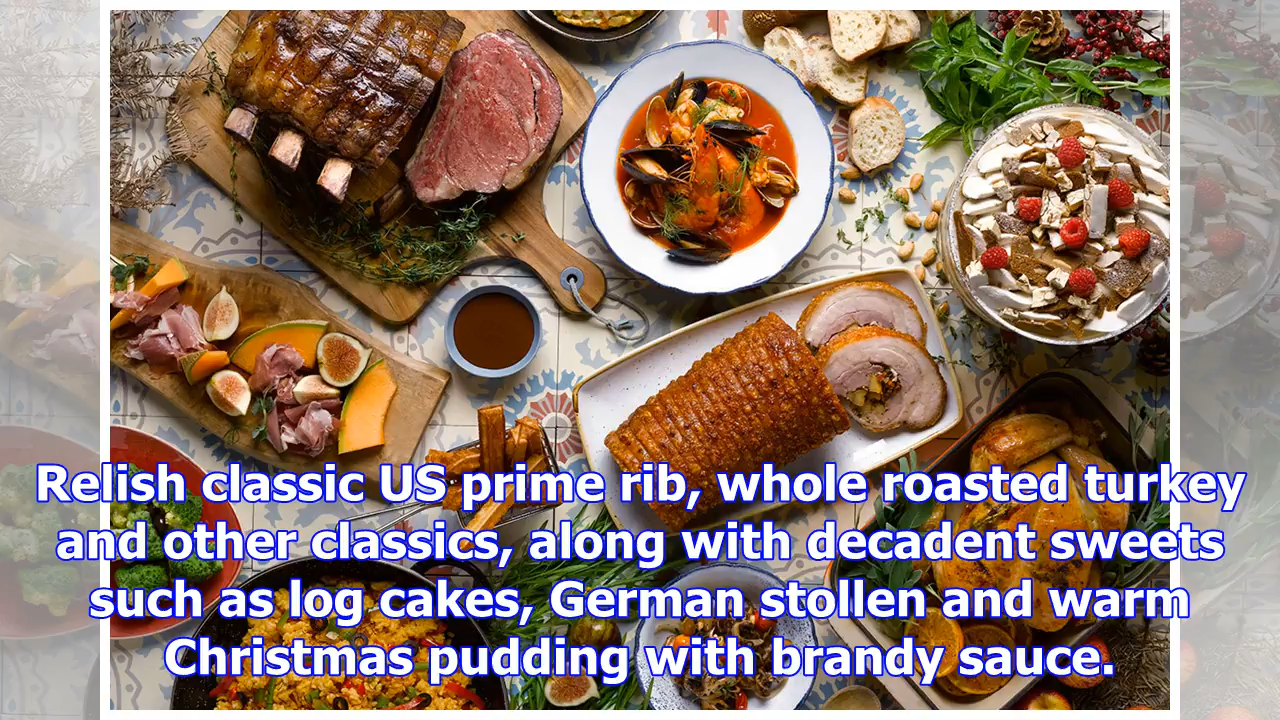 Relish classic US prime rib, whole roasted turkey
and other classics, along with decadent sweets
such as log cakes, German stollen and warm
Christmas pudding with brandy sauce.